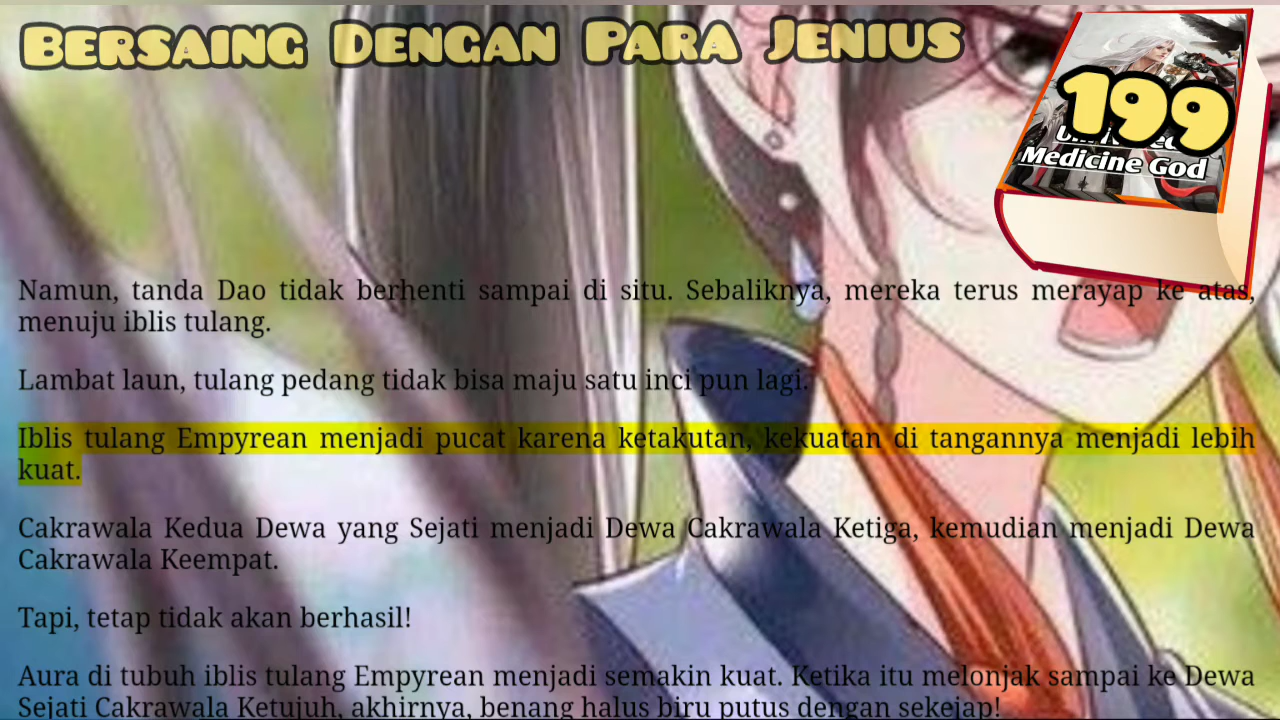 Bersaing Dengan Para Jenius
199
Medicine God
Namun, tanda Dao tidak berhenti sampai di situ. Sebaliknya, mereka terus merayap ke atas,
menuju iblis tulang.
Lambat laun, tulang pedang tidak bisa maju satu inci pun lagi.
Iblis tulang Empyrean menjadi pucat karena ketakutan, kekuatan di tangannya menjadi lebih
kuat.
Cakrawala Kedua Dewa yang Sejati menjadi Dewa Cakrawala Ketiga, kemudian menjadi Dewa
Cakrawala Keempat.
Tapi, tetap tidak akan berhasil!
Aura di tubuh iblis tulang Empyrean menjadi semakin kuat. Ketika itu melonjak sampai ke Dewa
Sejati Cakrawala Ketujuh, akhirnya, benang halus biru putus dengan sekejap!